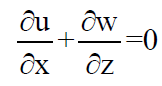 ∂u/∂x + ∂w/∂z =0